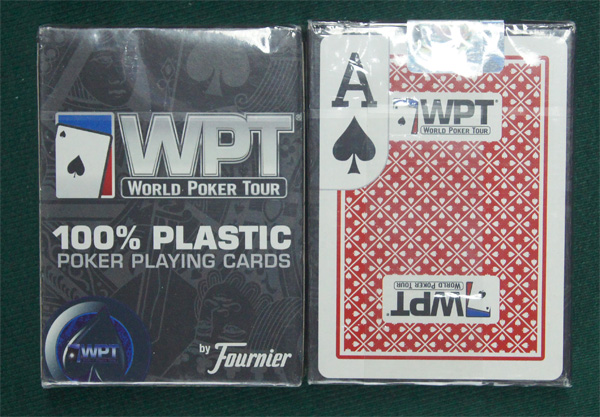 WPT®
WORLD POKER TOUR
100% PLASTIC
POKER PLAYING CARDS
WPT
by Fournier
A
WPT
WORLD POKER TOUR
WPT
WORLD POKER TOUR